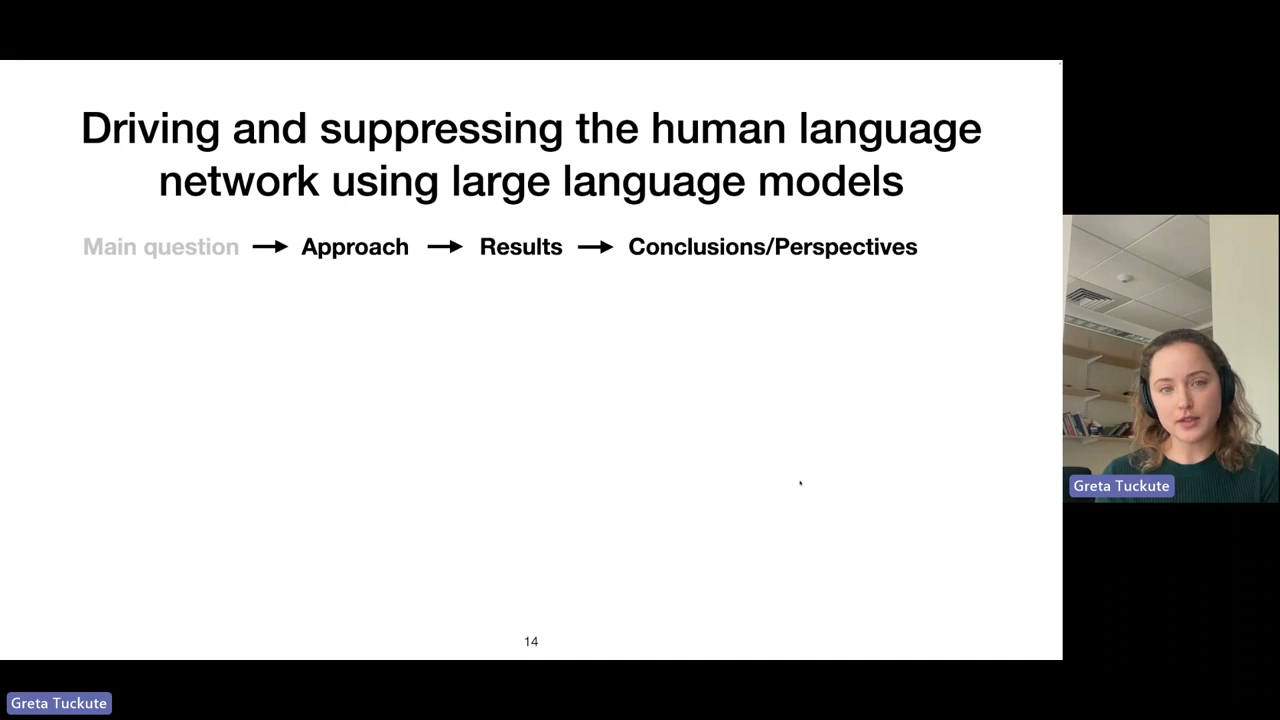 Driving and suppressing the human language
network using large language models
Main question → Approach → Results → Conclusions/Perspectives
14
Greta Tuckute
Greta Tuckute